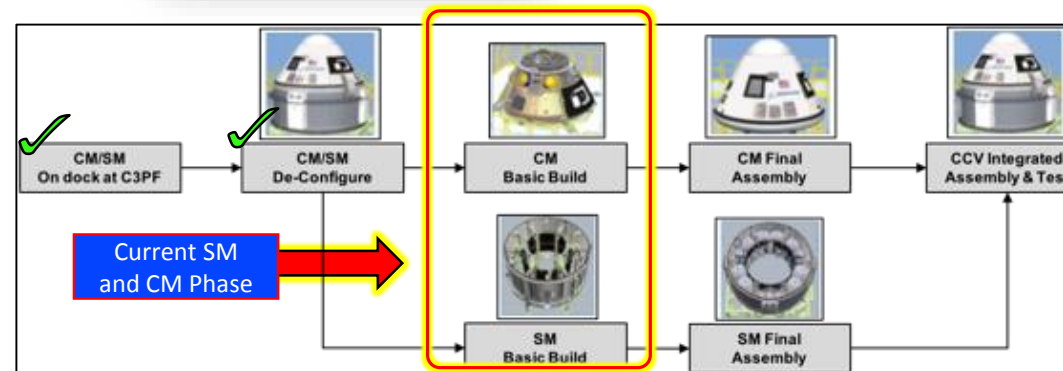 CM/SM
On dock at C3PF
CM/SM
De-Configure
CM
Basic Build
CM Final
Assembly
CCV Integrated
Assembly & Tes
Current SM
and CM Phase
SM
Basic Build
SM Final
Assembly